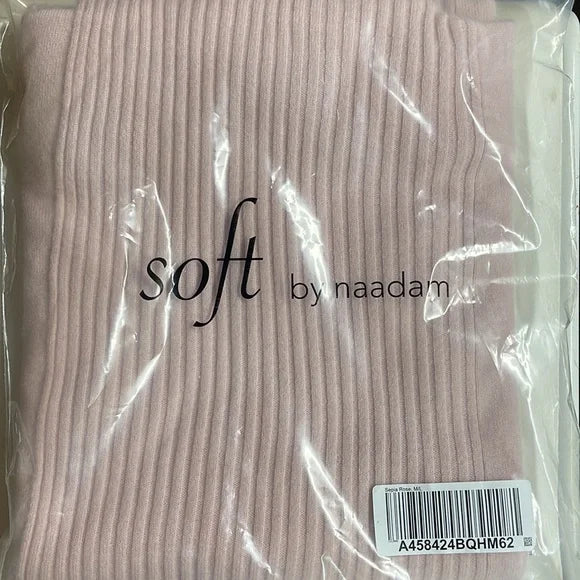 soft by naadam
Sepia Rose, M/L
A458424BQHM62